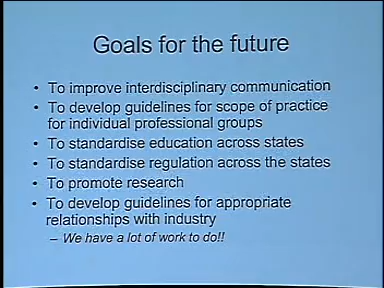 Goals for the future
• To improve interdisciplinary communication
• To develop guidelines for scope of practice
for individual professional groups
• To standardise education across states
• To standardise regulation across the states
• To promote research
• To develop guidelines for appropriate
relationships with industry
– We have a lot of work to do!!